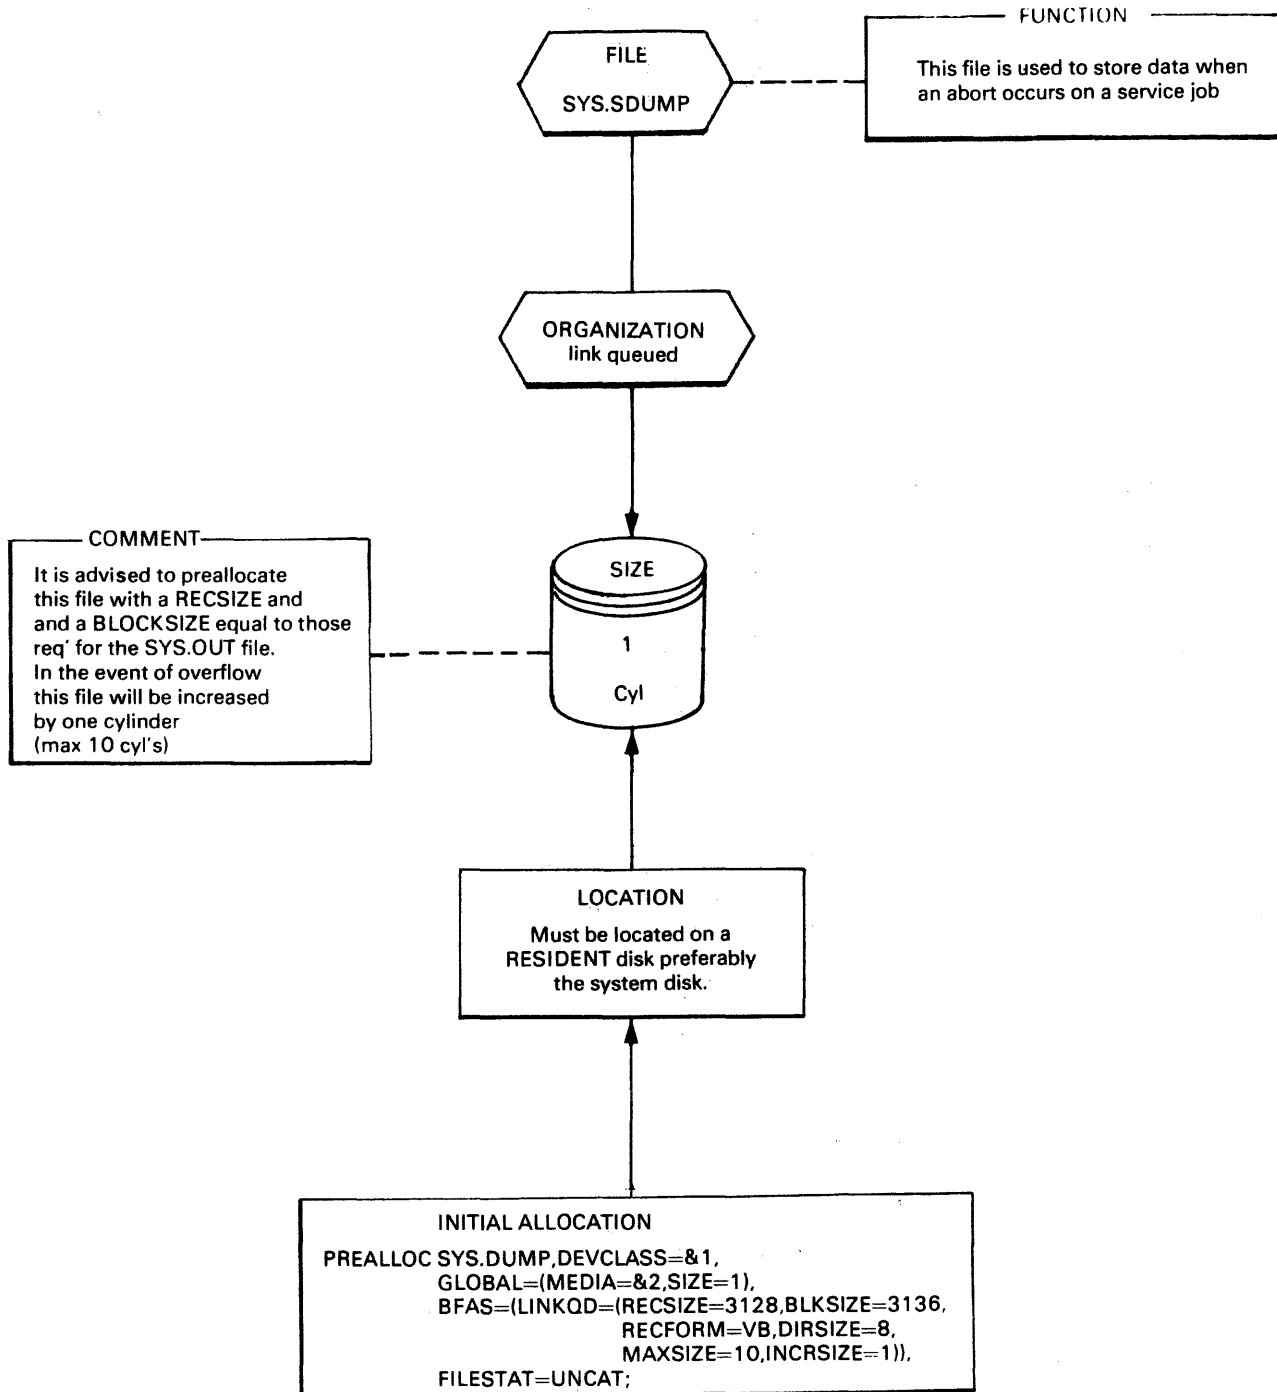 FUNCTION
FILE
SYS.SDUMP
This file is used to store data when
an abort occurs on a service job
ORGANIZATION
link queued
COMMENT
It is advised to preallocate
this file with a RECSIZE and
and a BLOCKSIZE equal to those
req' for the SYS.OUT file.
In the event of overflow
this file will be increased
by one cylinder
(max 10 cyl's)
SIZE
1
Cyl
LOCATION
Must be located on a
RESIDENT disk preferably
the system disk.
INITIAL ALLOCATION
PREALLOC SYS.DUMP,DEVCLASS=&1,
GLOBAL=(MEDIA=&2,SIZE=1),
BFAS=(LINKQD=(RECSIZE=3128,BLKSIZE=3136,
RECFORM=VB,DIRSIZE=8,
MAXSIZE=10,INCRSIZE=1)),
FILESTAT=UNCAT;